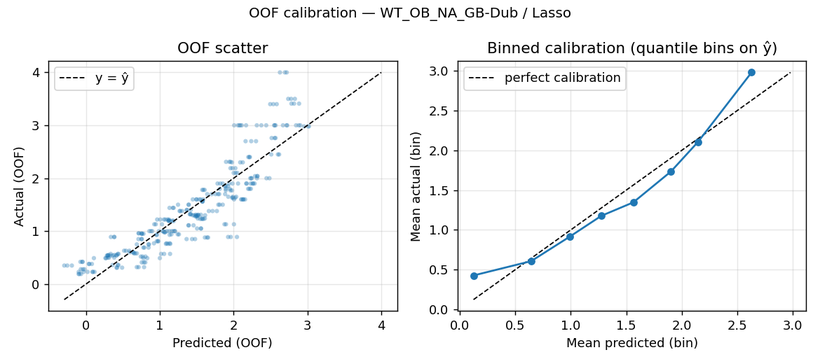 OOF calibration — WT_OB_NA_GB-Dub / Lasso
OOF scatter
y = ŷ
4
3
2
1
0
Actual (OOF)
0
1
2
3
4
Predicted (OOF)
Binned calibration (quantile bins on ŷ)
perfect calibration
3.0
2.5
2.0
1.5
1.0
0.5
0.0
Mean actual (bin)
0.0
0.5
1.0
1.5
2.0
2.5
3.0
Mean predicted (bin)